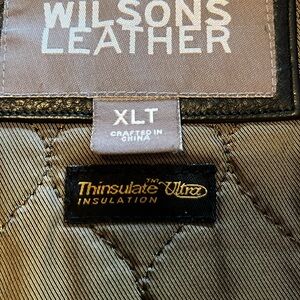 WILSONS
LEATHER
XLT
CRAFTED IN
CHINA
Thinsulate™ Ultra
INSULATION